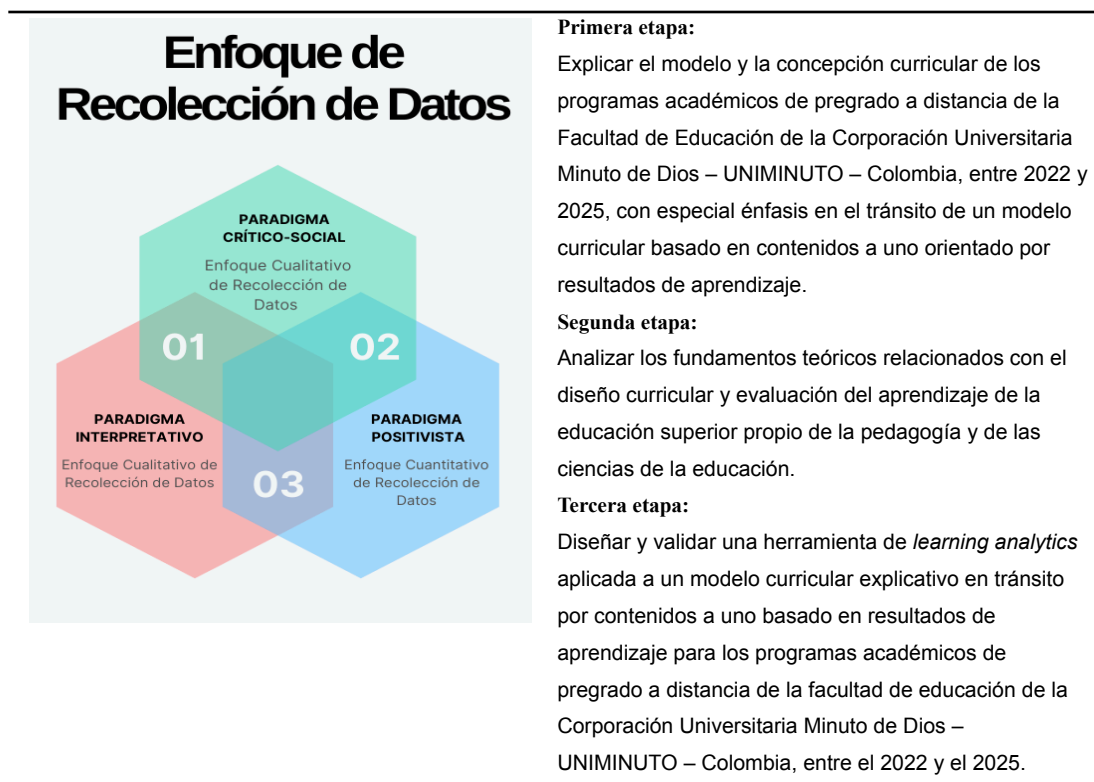 Enfoque de
Recolección de Datos
PARADIGMA
CRÍTICO-SOCIAL
Enfoque Cualitativo
de Recolección de
Datos
01
02
PARADIGMA
INTERPRETATIVO
Enfoque Cualitativo de
Recolección de Datos
03
PARADIGMA
POSITIVISTA
Enfoque Cuantitativo
de Recolección de
Datos
Primera etapa:
Explicar el modelo y la concepción curricular de los
programas académicos de pregrado a distancia de la
Facultad de Educación de la Corporación Universitaria
Minuto de Dios – UNIMINUTO – Colombia, entre 2022 y
2025, con especial énfasis en el tránsito de un modelo
curricular basado en contenidos a uno orientado por
resultados de aprendizaje.
Segunda etapa:
Analizar los fundamentos teóricos relacionados con el
diseño curricular y evaluación del aprendizaje de la
educación superior propio de la pedagogía y de las
ciencias de la educación.
Tercera etapa:
Diseñar y validar una herramienta de learning analytics
aplicada a un modelo curricular explicativo en tránsito
por contenidos a uno basado en resultados de
aprendizaje para los programas académicos de
pregrado a distancia de la facultad de educación de la
Corporación Universitaria Minuto de Dios –
UNIMINUTO – Colombia, entre el 2022 y el 2025.